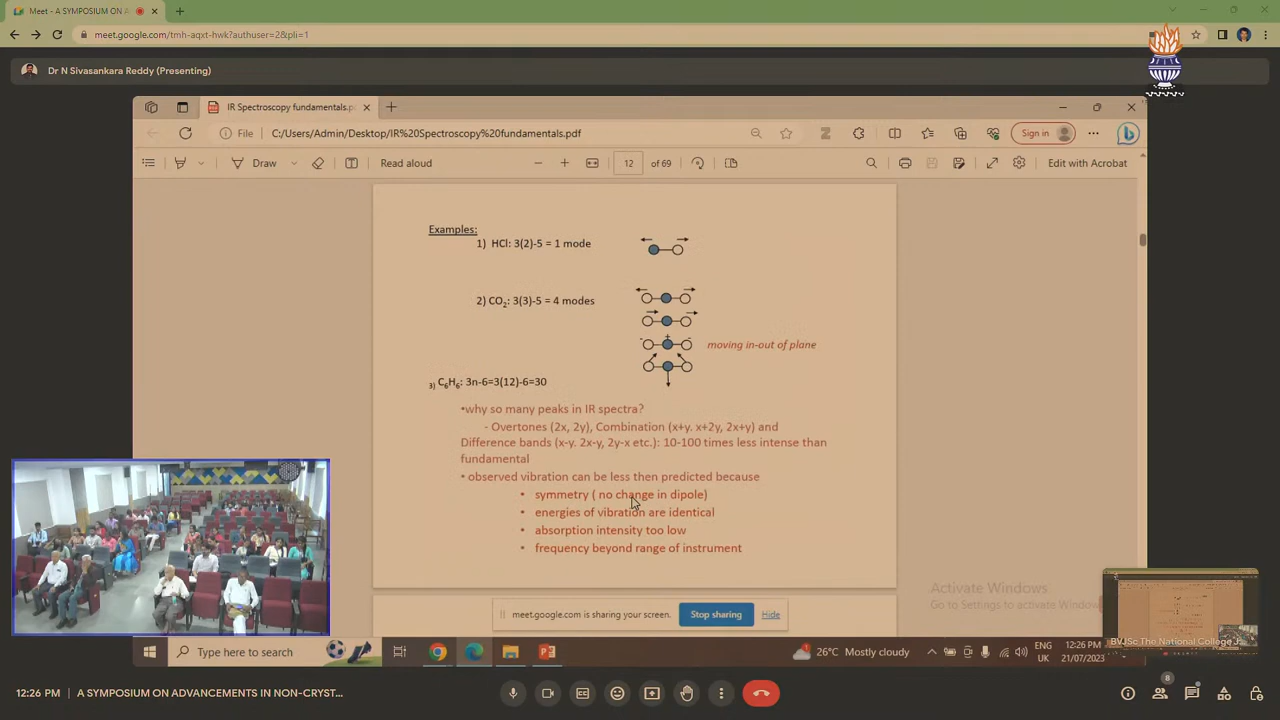 Meet - A SYMPOSIUM ON A
meet.google.com/tmh-aqxt-hwk?authuser=2&pli=1
Dr N Sivasankara Reddy (Presenting)
IR Spectroscopy fundamentals.p
File C:/Users/Admin/Desktop/IR%20Spectroscopy%20fundamentals.pdf
Sign in
Draw
Read aloud
12 of 69
Edit with Acrobat
Examples:
1) HCl: 3(2)-5 = 1 mode
2) CO2: 3(3)-5 = 4 modes
- + -
moving in-out of plane
3) C6H6: 3n-6=3(12)-6=30
•why so many peaks in IR spectra?
- Overtones (2x, 2y), Combination (x+y. x+2y, 2x+y) and
Difference bands (x-y. 2x-y, 2y-x etc.): 10-100 times less intense than
fundamental
• observed vibration can be less then predicted because
• symmetry ( no change in dipole)
• energies of vibration are identical
• absorption intensity too low
• frequency beyond range of instrument
Activate Windows
Go to Settings to activate Windows
meet.google.com is sharing your screen. Stop sharing Hide
BVJSc The National College J
Type here to search
26°C Mostly cloudy
ENG
UK
12:26 PM
21/07/2023
8
12:26 PM | A SYMPOSIUM ON ADVANCEMENTS IN NON-CRYST...